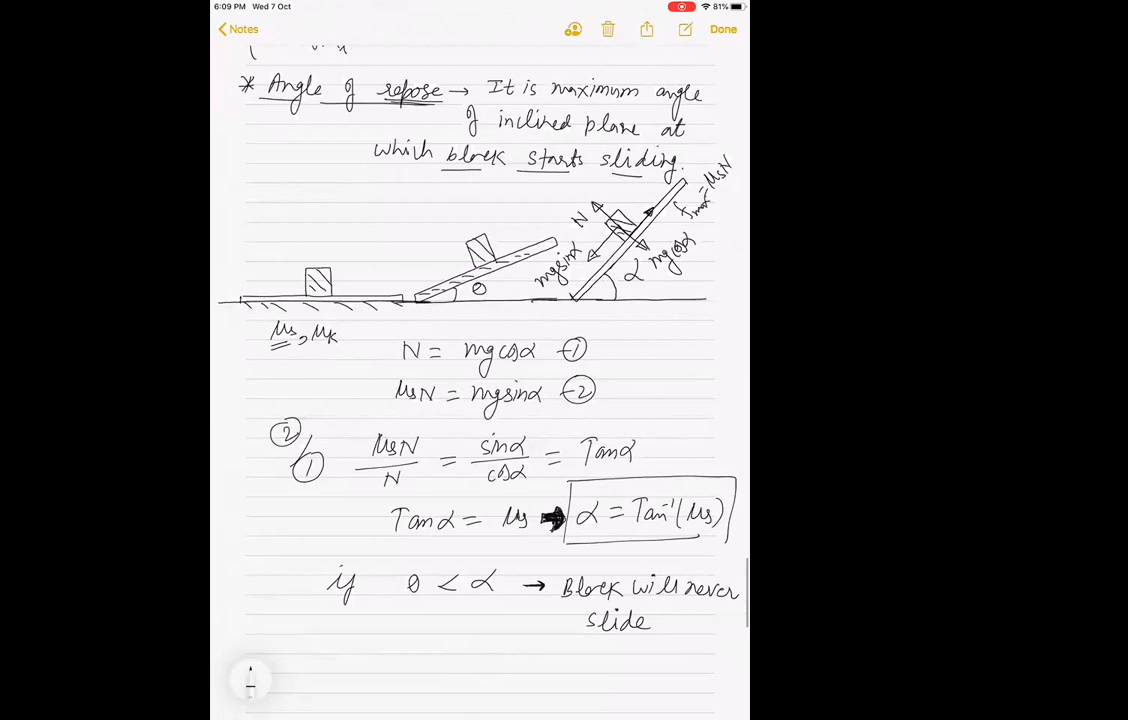 6:09 PM Wed 7 Oct
81%
Notes
Done
* Angle of repose → It is maximum angle
of inclined plane at
which block starts sliding.
N
fmax = μsN
mgsinα
α
mgcosα
θ
μs, μk
N = mgcosα -①
μsN = mgsinα -②
②/① μsN/N = sinα/cosα = Tanα
Tanα = μs → α = Tan⁻¹(μs)
if θ < α → Block will never
slide